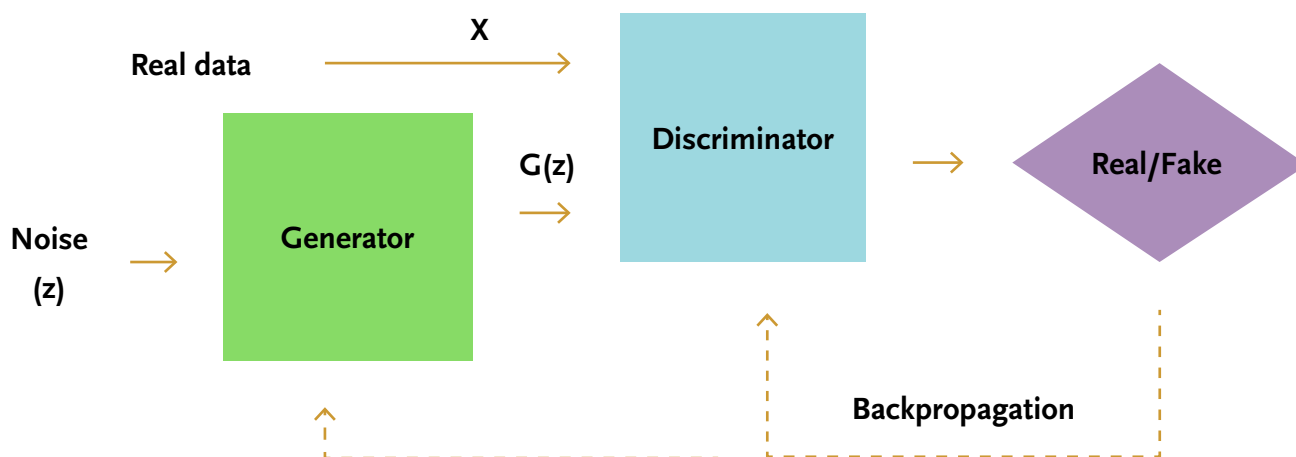 X
Real data
Discriminator
Real/Fake
G(z)
Generator
Noise
(z)
Backpropagation